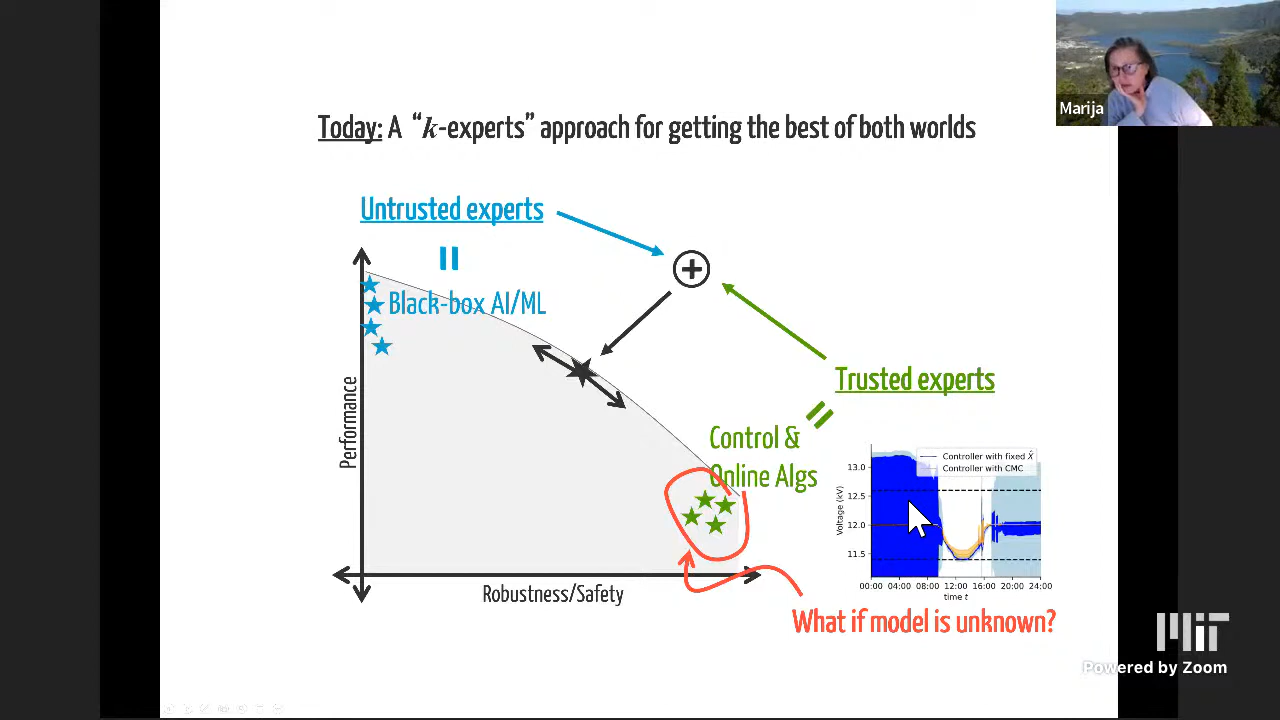 Marija
Today: A “k-experts” approach for getting the best of both worlds
Untrusted experts
Black-box AI/ML
Trusted experts
Control &
Online Algs
Performance
Robustness/Safety
Controller with fixed X̂
Controller with CMC
Voltage (kV)
13.0
12.5
12.0
11.5
00:00 04:00 08:00 12:00 16:00 20:00 24:00
time t
What if model is unknown?
MIT
Powered by Zoom